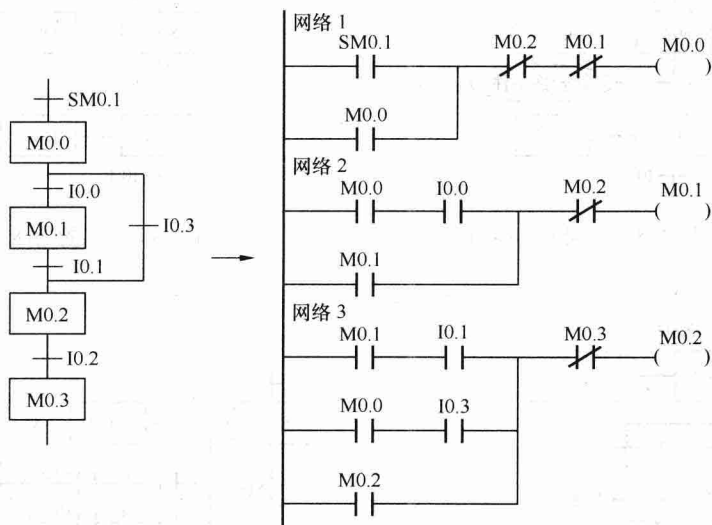 SM0.1
M0.0
I0.0
M0.1
I0.3
I0.1
M0.2
I0.2
M0.3
网络 1
SM0.1 M0.2 M0.1 M0.0
M0.0
网络 2
M0.0 I0.0 M0.2 M0.1
M0.1
网络 3
M0.1 I0.1 M0.3 M0.2
M0.0 I0.3
M0.2